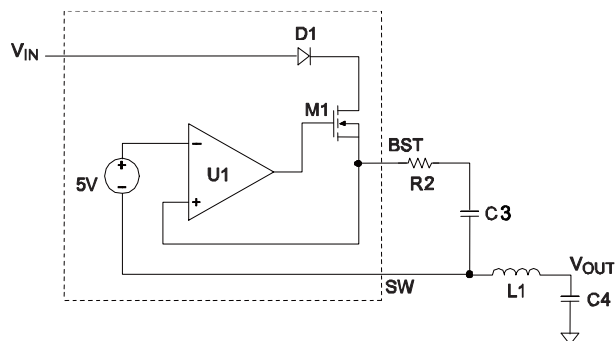 D1
VIN
M1
BST
−
U1
+
−
5V
+
R2
C3
VOUT
SW
L1
C4